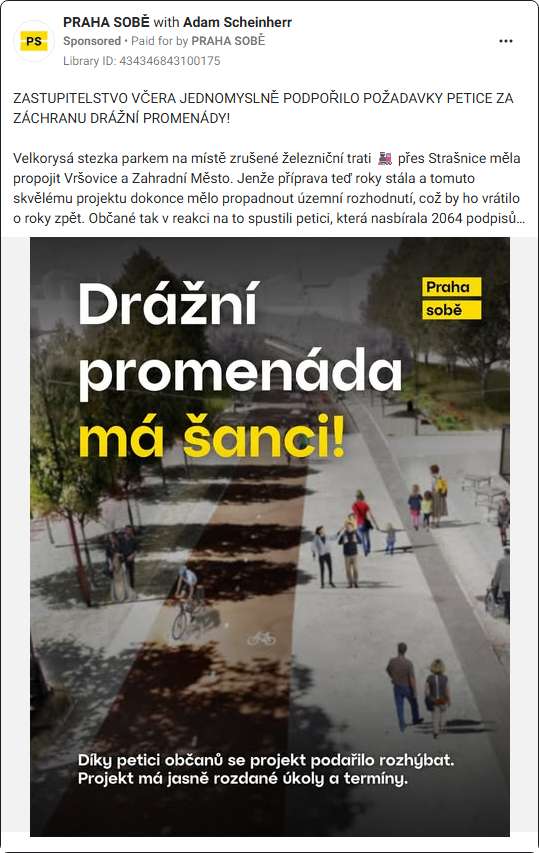 PRAHA SOBĚ with Adam Scheinherr
Sponsored • Paid for by PRAHA SOBĚ
Library ID: 434346843100175
PS
ZASTUPITELSTVO VČERA JEDNOMYSLNĚ PODPOŘILO POŽADAVKY PETICE ZA
ZÁCHRANU DRÁŽNÍ PROMENÁDY!
Velkorysá stezka parkem na místě zrušené železniční trati 🚂 přes Strašnice měla
propojit Vršovice a Zahradní Město. Jenže příprava teď roky stála a tomuto
skvělému projektu dokonce mělo propadnout územní rozhodnutí, což by ho vrátilo
o roky zpět. Občané tak v reakci na to spustili petici, která nasbírala 2064 podpisů...
Praha
sobě
Drážní
promenáda
má šanci!
Díky petici občanů se projekt podařilo rozhýbat.
Projekt má jasně rozdané úkoly a termíny.